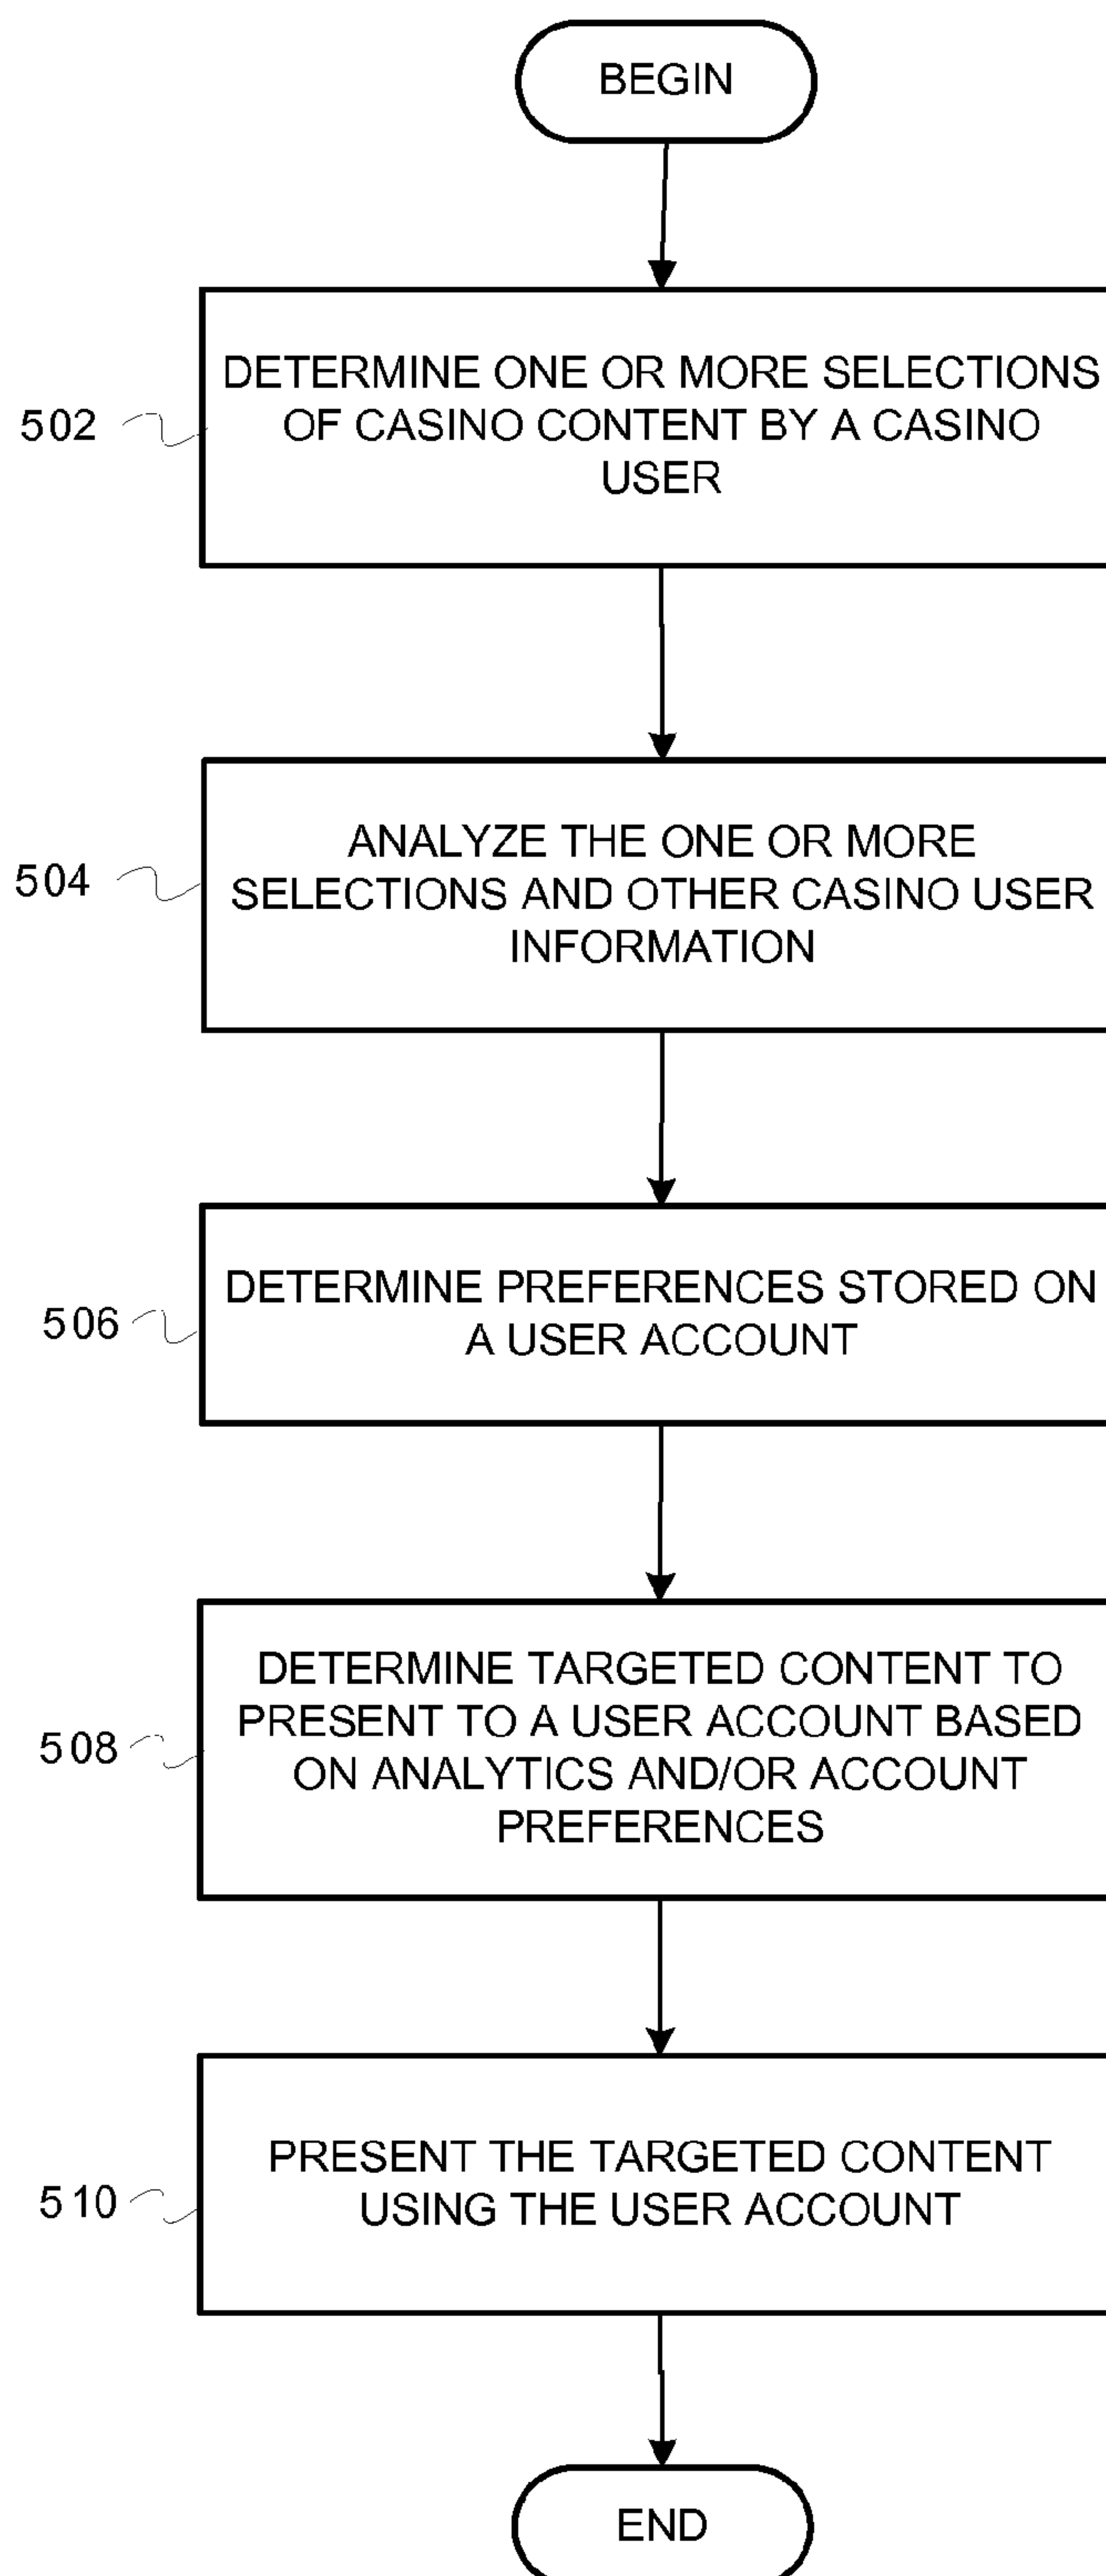 BEGIN
DETERMINE ONE OR MORE SELECTIONS
OF CASINO CONTENT BY A CASINO
USER
502
ANALYZE THE ONE OR MORE
SELECTIONS AND OTHER CASINO USER
INFORMATION
504
DETERMINE PREFERENCES STORED ON
A USER ACCOUNT
506
DETERMINE TARGETED CONTENT TO
PRESENT TO A USER ACCOUNT BASED
ON ANALYTICS AND/OR ACCOUNT
PREFERENCES
508
PRESENT THE TARGETED CONTENT
USING THE USER ACCOUNT
510
END